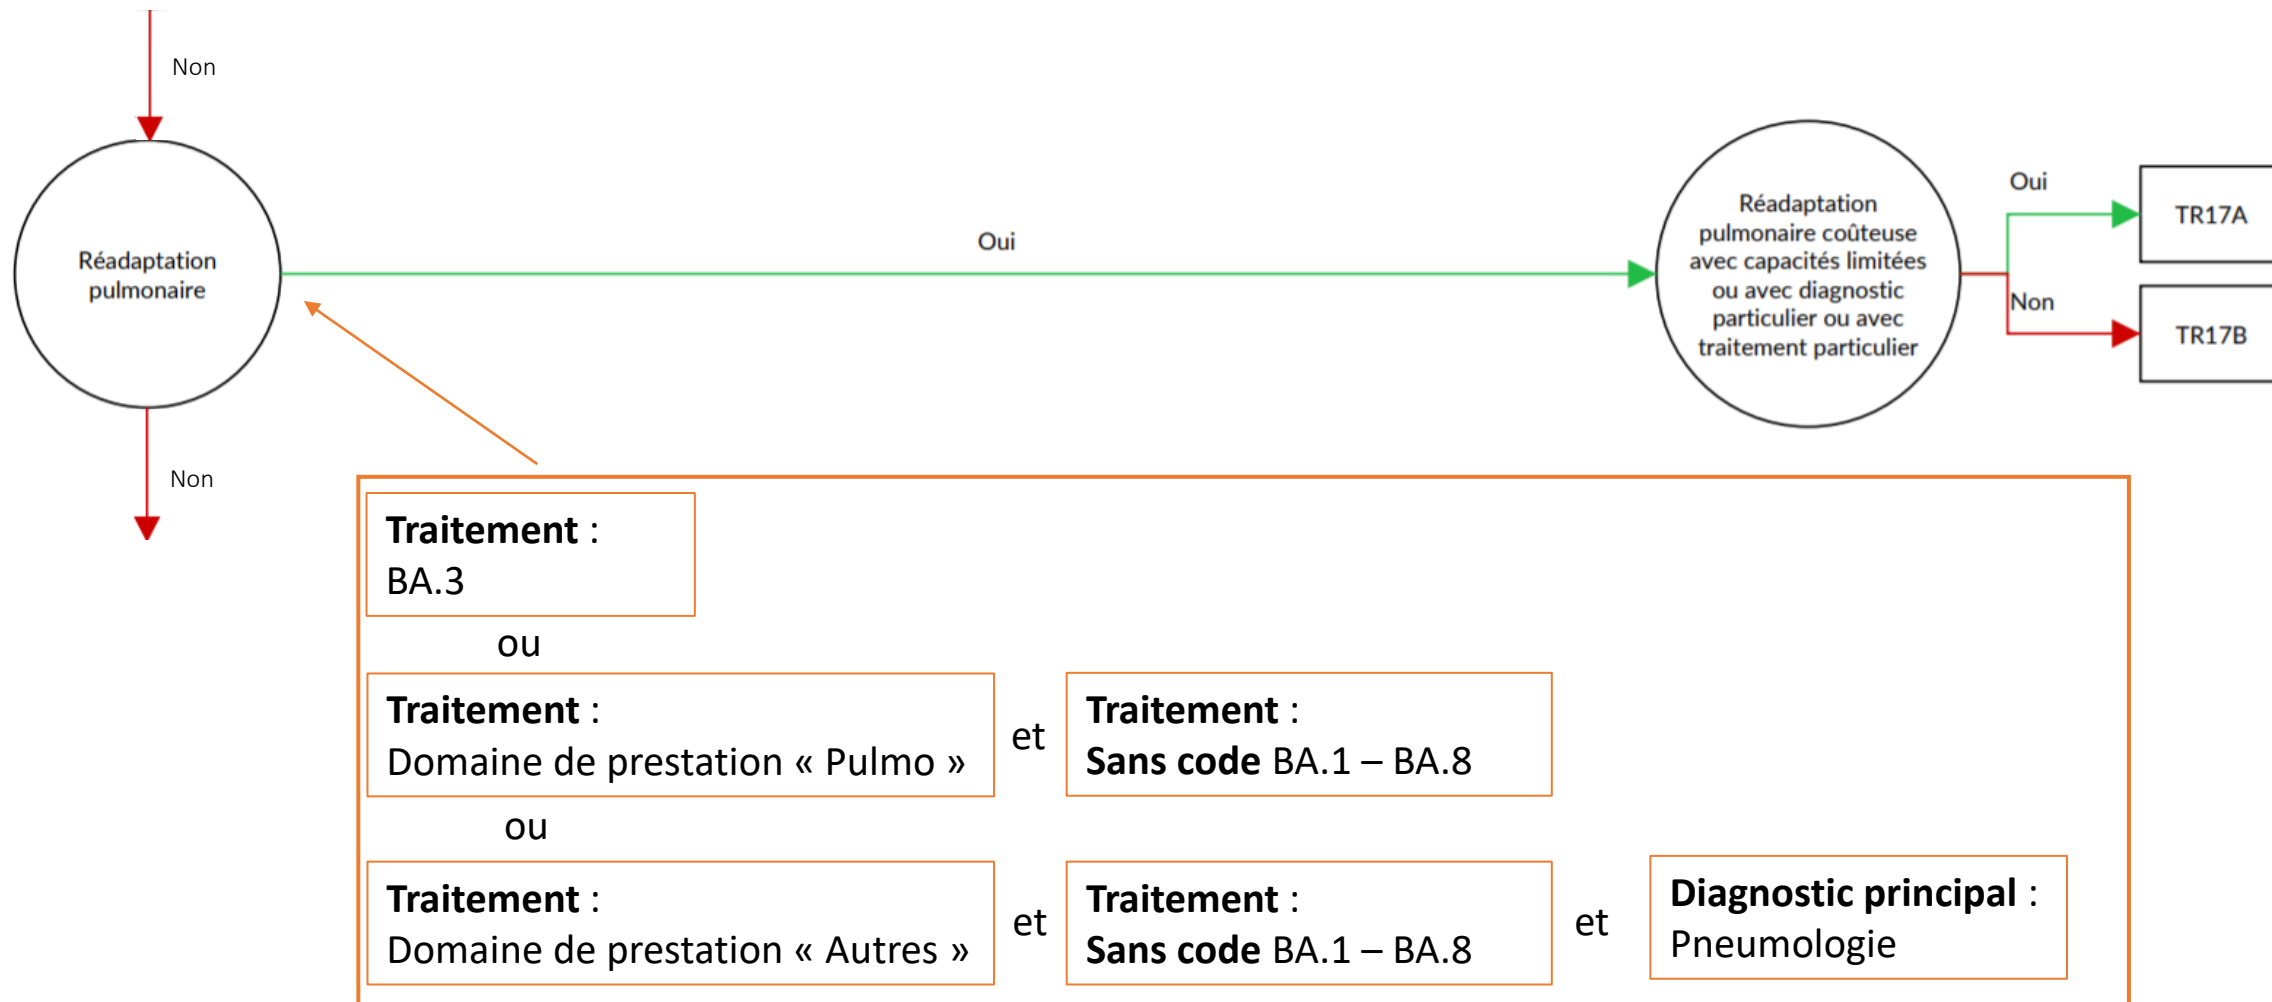 Non
Réadaptation
pulmonaire
Oui
Réadaptation
pulmonaire coûteuse
avec capacités limitées
ou avec diagnostic
particulier ou avec
traitement particulier
Oui
TR17A
Non
TR17B
Non
Traitement :
BA.3
ou
Traitement :
Domaine de prestation « Pulmo »
et
Traitement :
Sans code BA.1 – BA.8
ou
Traitement :
Domaine de prestation « Autres »
et
Traitement :
Sans code BA.1 – BA.8
et
Diagnostic principal :
Pneumologie